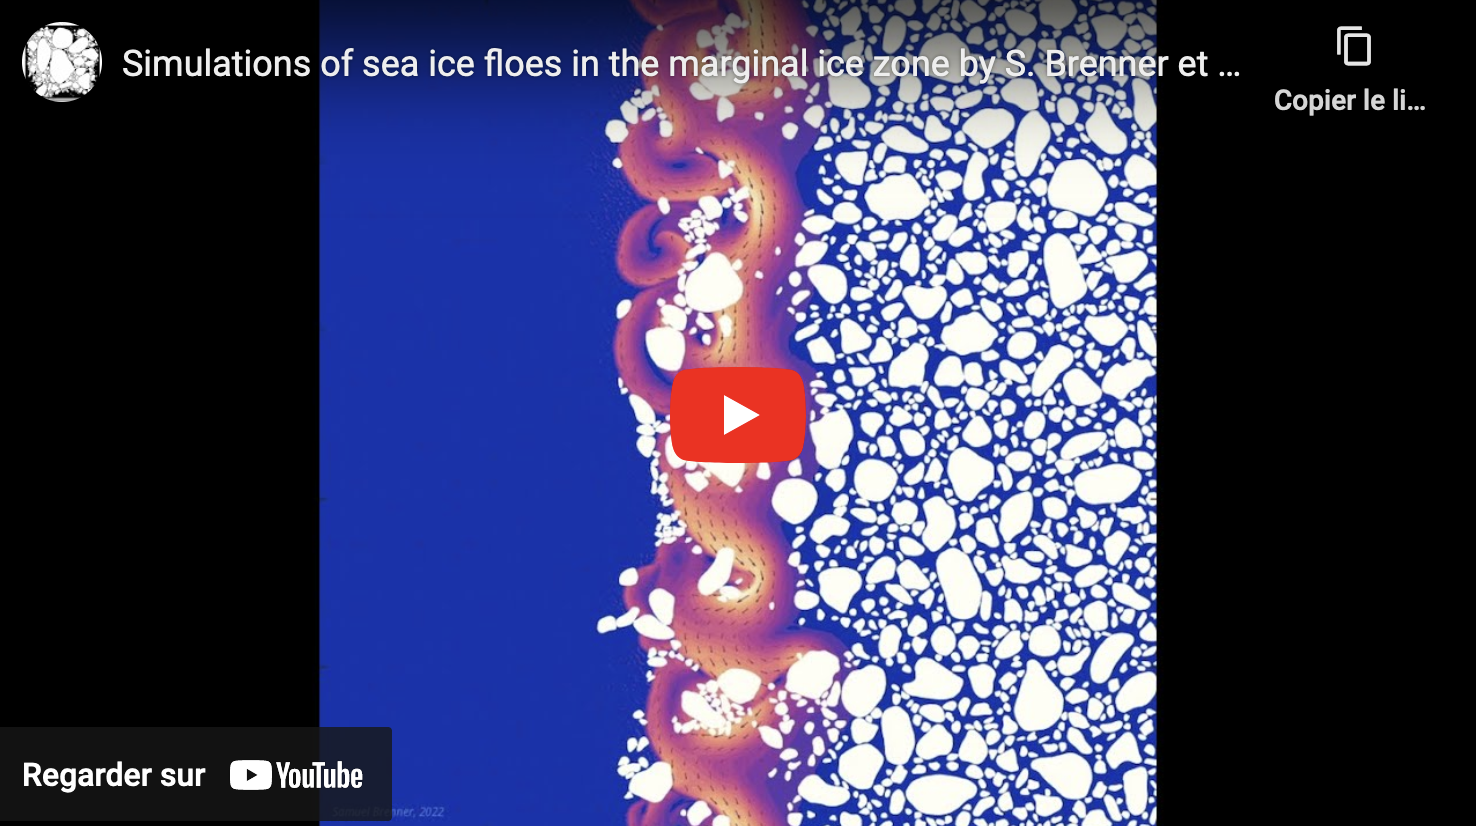 Simulations of sea ice floes in the marginal ice zone by S. Brenner et ...
Copier le li...
Regarder sur YouTube
Samuel Brenner, 2022